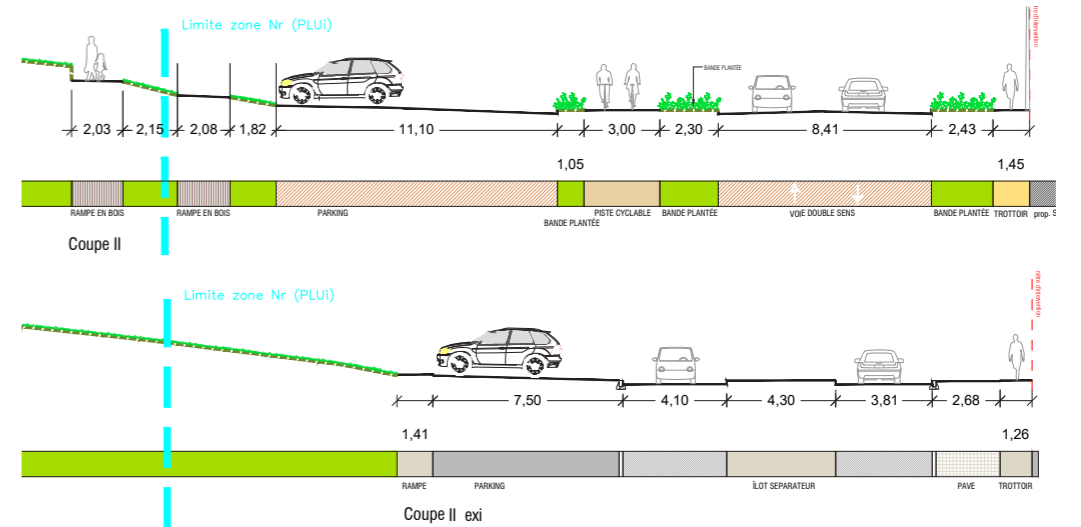 Limite zone Nr (PLUi)
BANDE PLANTÉE
2,03
2,15
2,08
1,82
11,10
3,00
2,30
8,41
2,43
1,05
1,45
RAMPE EN BOIS
RAMPE EN BOIS
PARKING
BANDE PLANTÉE
PISTE CYCLABLE
BANDE PLANTÉE
VOIE DOUBLE SENS
BANDE PLANTÉE
TROTTOIR
prop. S
Coupe II
Limite zone Nr (PLUi)
7,50
4,10
4,30
3,81
2,68
1,41
1,26
RAMPE
PARKING
ÎLOT SEPARATEUR
PAVE
TROTTOIR
Coupe II exi